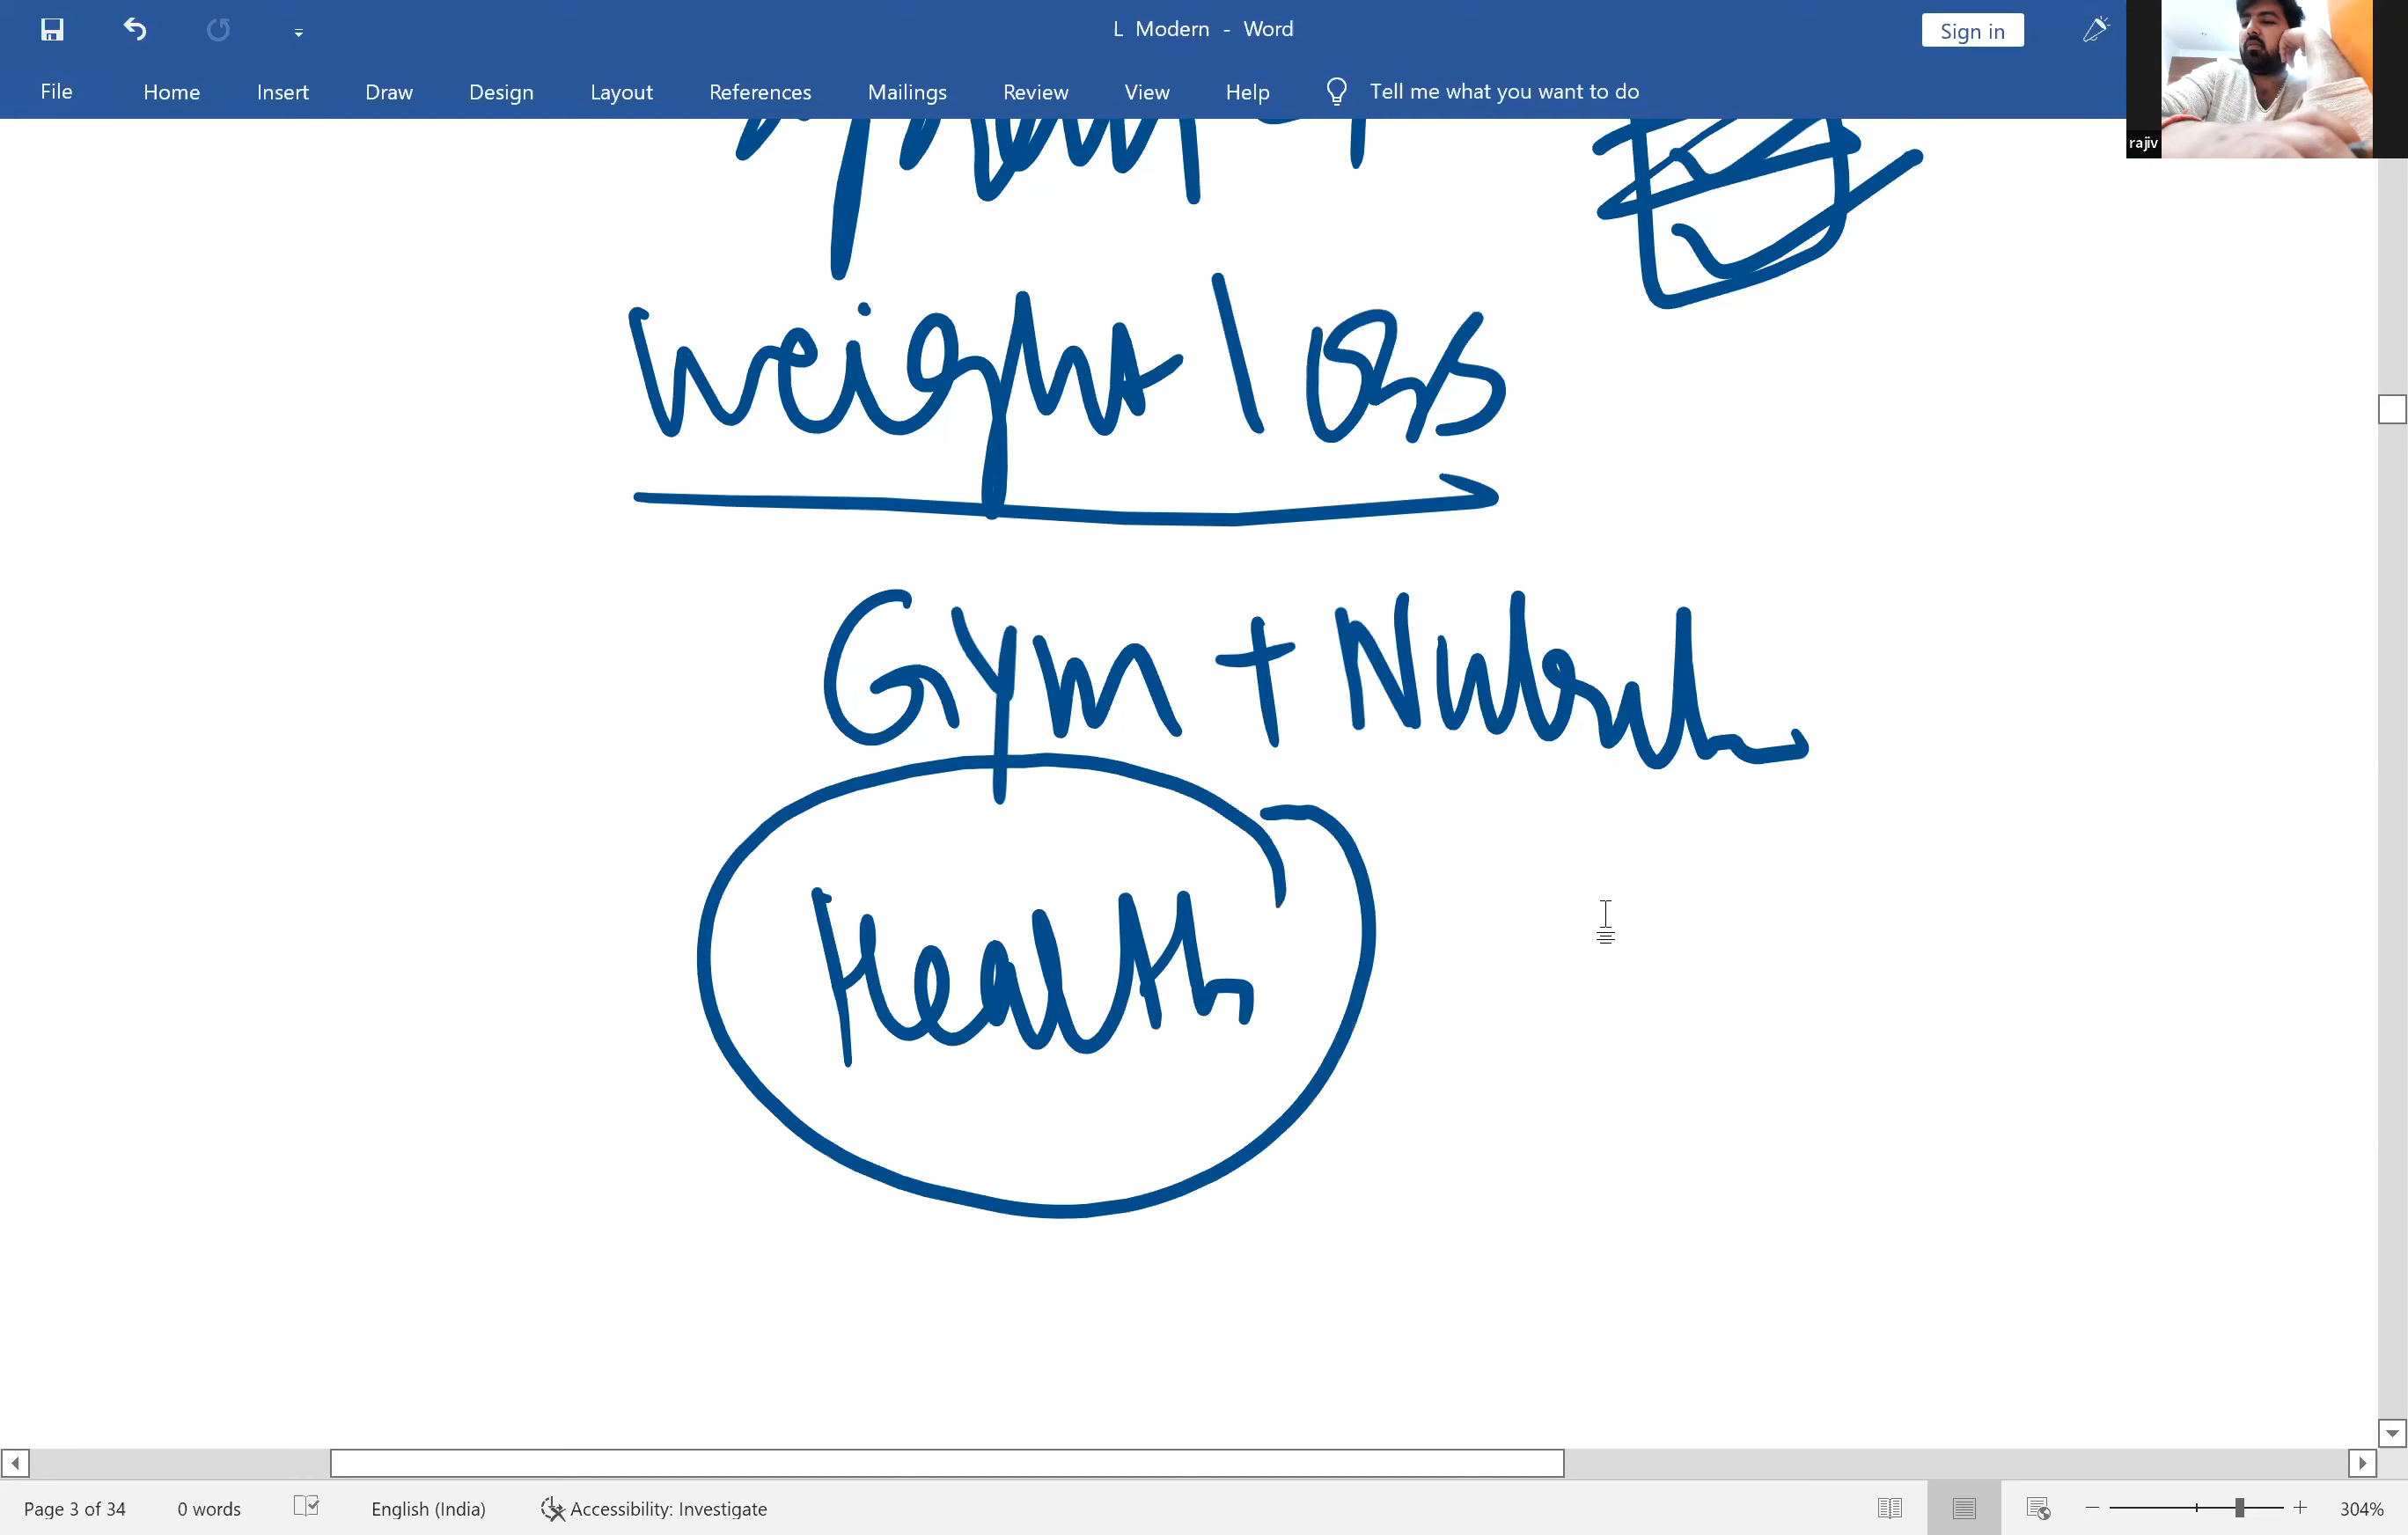 L Modern - Word
Sign in
File Home Insert Draw Design Layout References Mailings Review View Help Tell me what you want to do
rajiv
weight loss
Gym +
Health
Page 3 of 34 0 words English (India) Accessibility: Investigate 304%